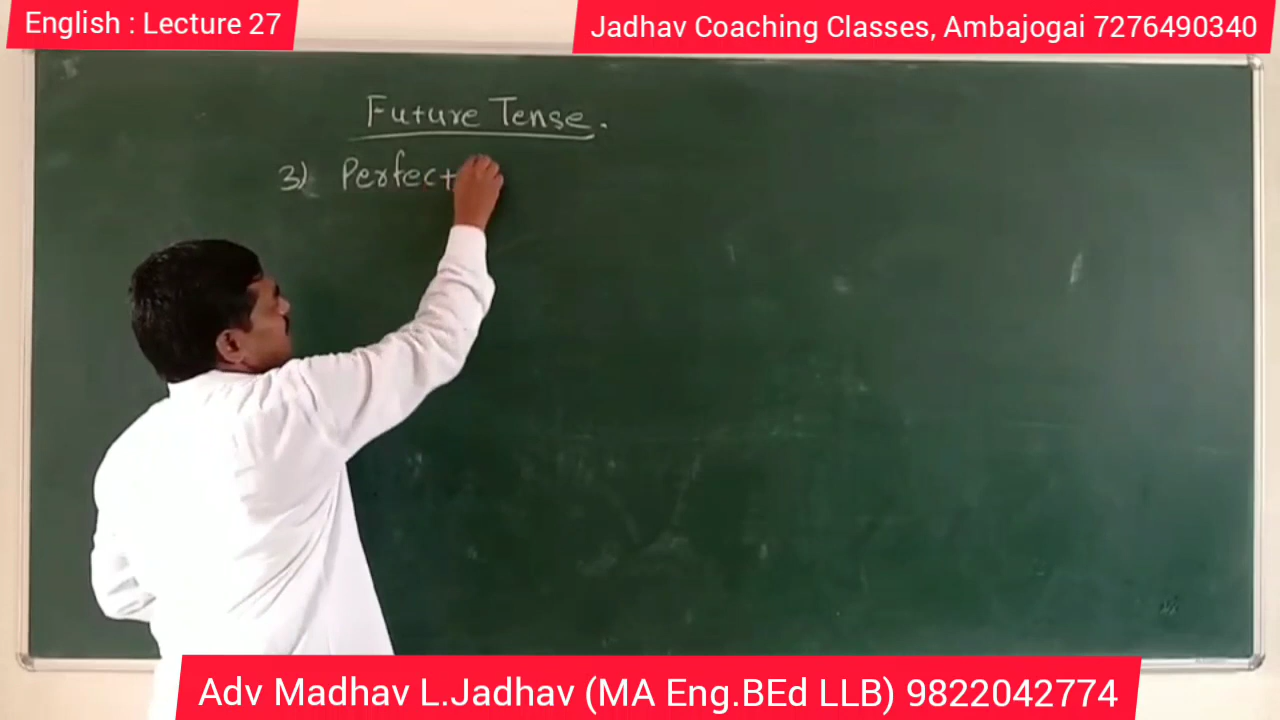 English : Lecture 27
Jadhav Coaching Classes, Ambajogai 7276490340
Future Tense.
3) Perfect
Adv Madhav L.Jadhav (MA Eng.BEd LLB) 9822042774